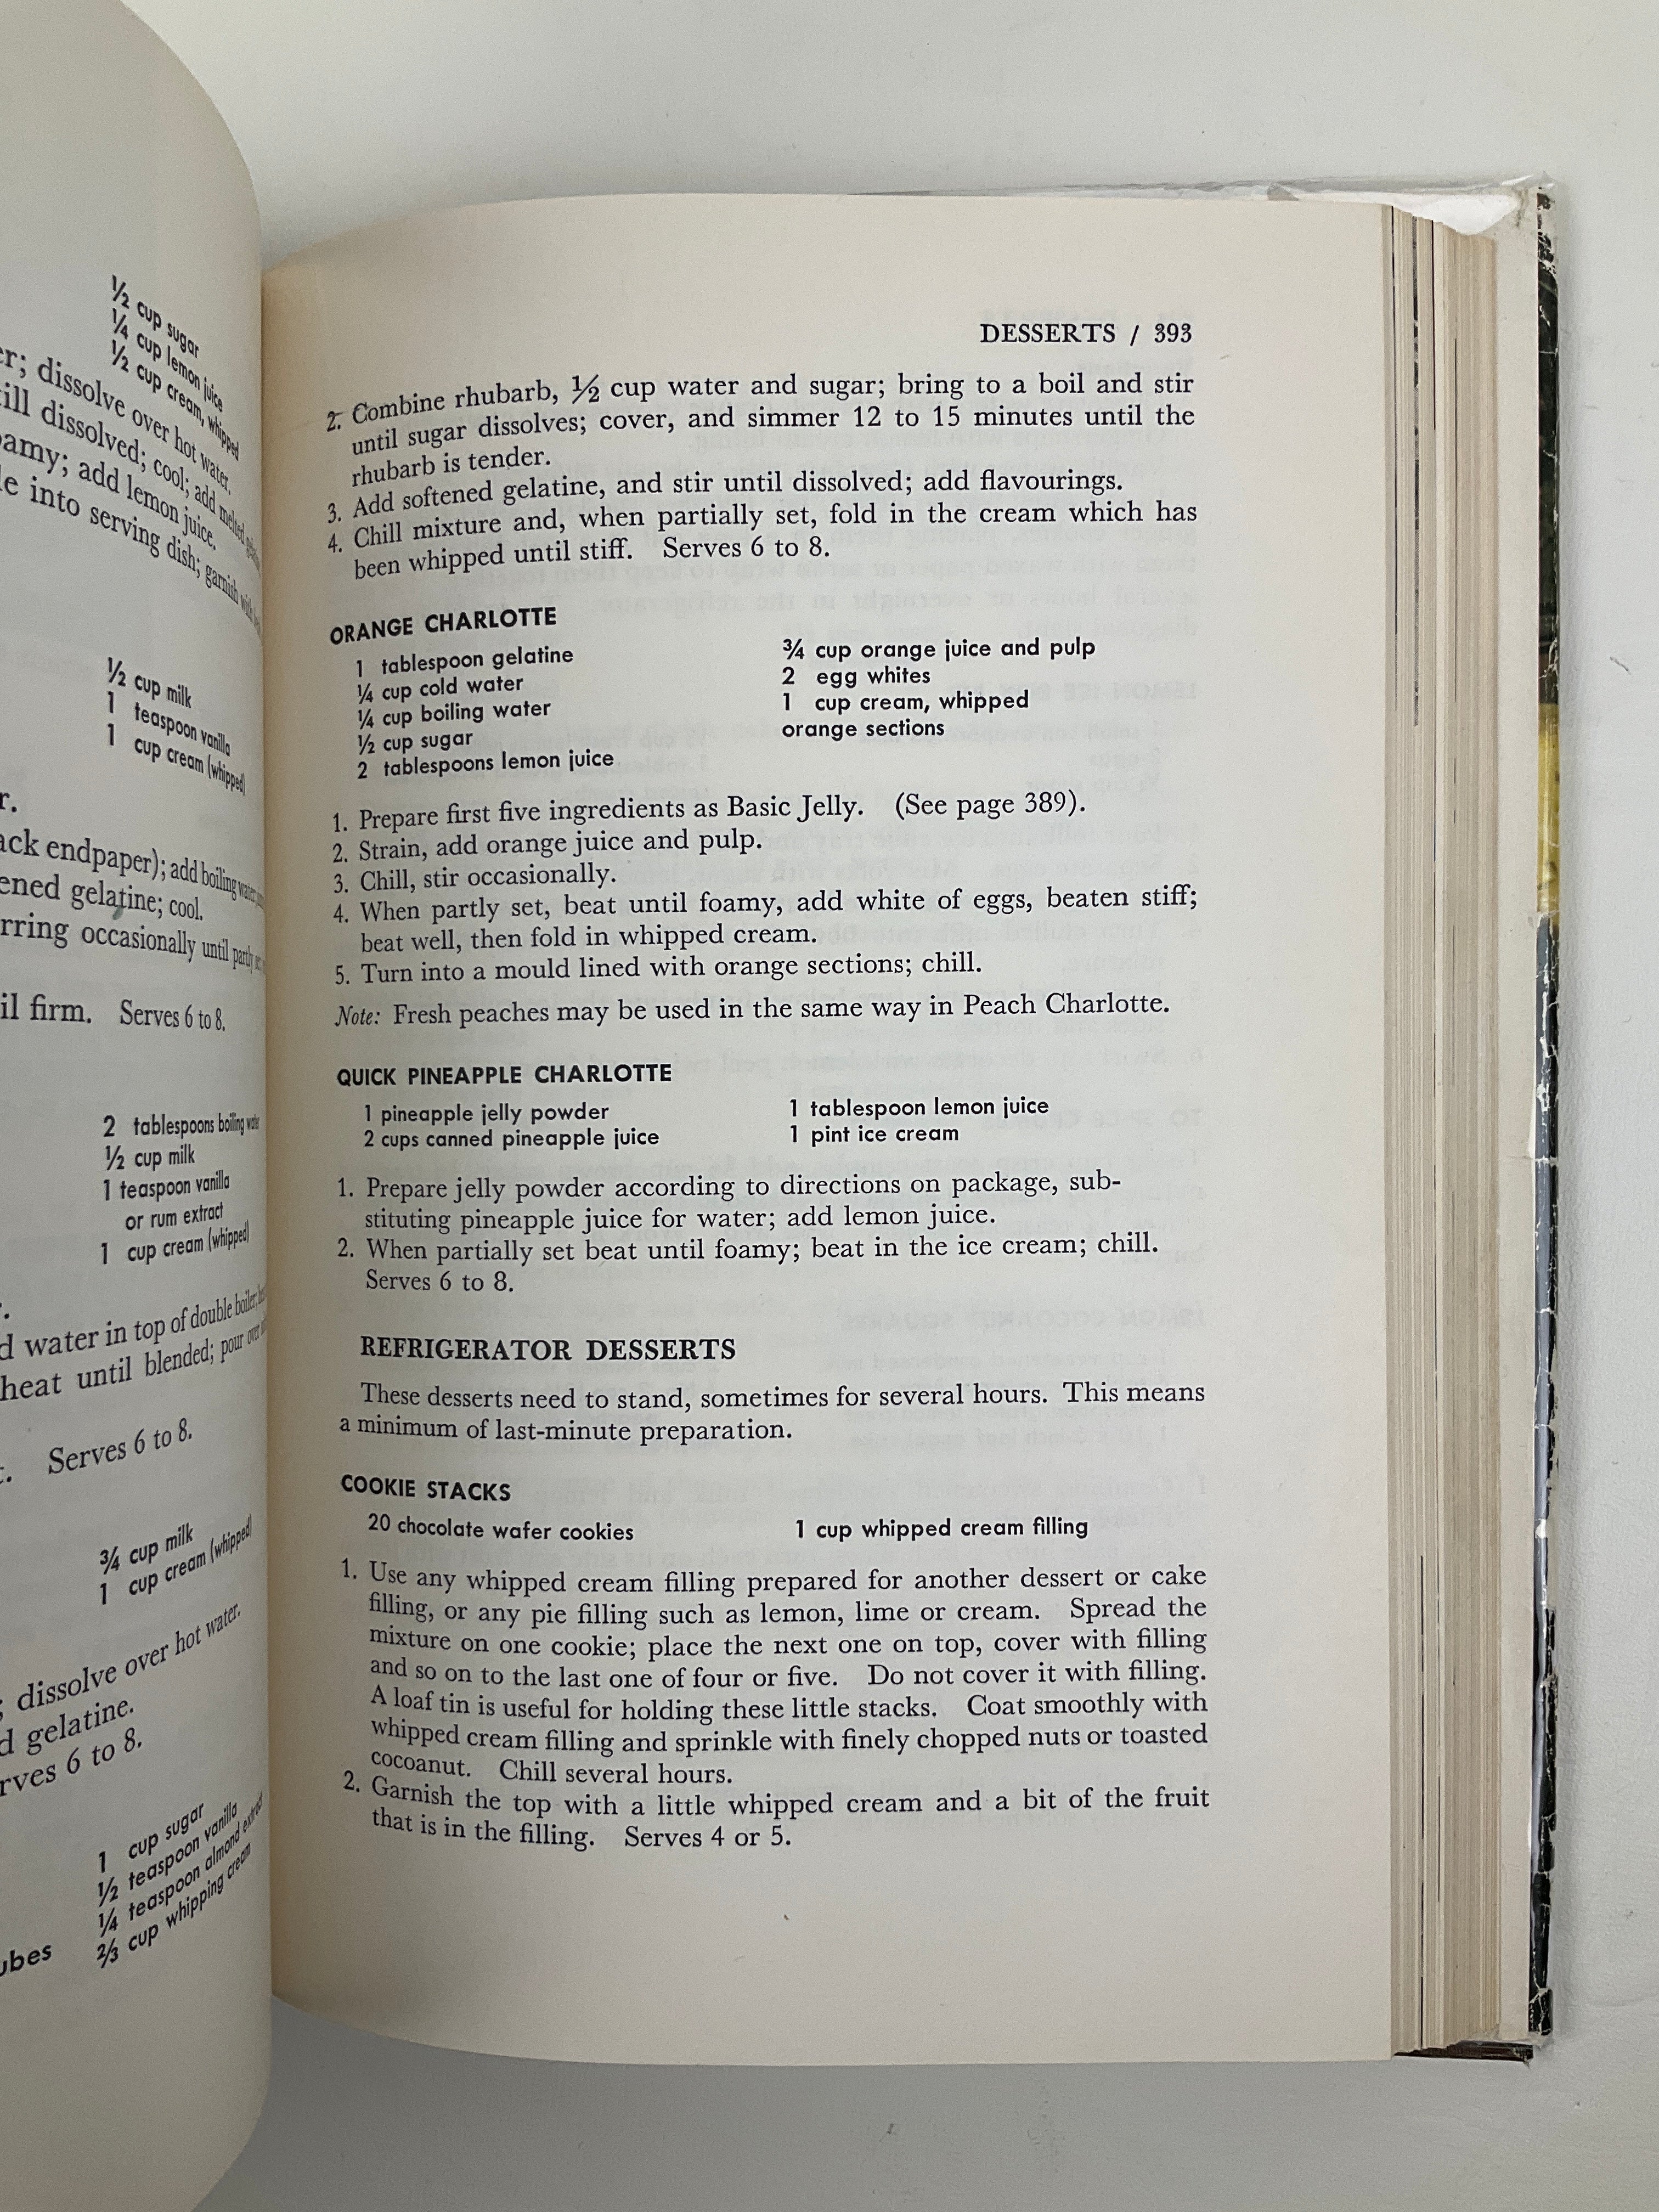 ½ cup sugar
¼ cup lemon juice
½ cup cream, whipped
dissolve over hot water.
till dissolved; cool; add melted
add lemon juice.
into serving dish; garnish with
½ cup milk
1 teaspoon vanilla
1 cup cream (whipped)
endpaper); add boiling water,
gelatine; cool.
occasionally until partly
firm. Serves 6 to 8.
2 tablespoons boiling water
½ cup milk
1 teaspoon vanilla
or rum extract
1 cup cream (whipped)
water in top of double boiler;
heat until blended; pour over
Serves 6 to 8.
¾ cup milk
1 cup cream (whipped)
; dissolve over hot water.
gelatine.
6 to 8.
1 cup sugar
½ teaspoon vanilla
¼ teaspoon almond extract
⅔ cup whipping cream
DESSERTS / 393
2. Combine rhubarb, ½ cup water and sugar; bring to a boil and stir
until sugar dissolves; cover, and simmer 12 to 15 minutes until the
rhubarb is tender.
3. Add softened gelatine, and stir until dissolved; add flavourings.
4. Chill mixture and, when partially set, fold in the cream which has
been whipped until stiff. Serves 6 to 8.
ORANGE CHARLOTTE
1 tablespoon gelatine
¼ cup cold water
¼ cup boiling water
½ cup sugar
2 tablespoons lemon juice
¾ cup orange juice and pulp
2 egg whites
1 cup cream, whipped
orange sections
1. Prepare first five ingredients as Basic Jelly. (See page 389).
2. Strain, add orange juice and pulp.
3. Chill, stir occasionally.
4. When partly set, beat until foamy, add white of eggs, beaten stiff;
beat well, then fold in whipped cream.
5. Turn into a mould lined with orange sections; chill.
Note: Fresh peaches may be used in the same way in Peach Charlotte.
QUICK PINEAPPLE CHARLOTTE
1 pineapple jelly powder
2 cups canned pineapple juice
1 tablespoon lemon juice
1 pint ice cream
1. Prepare jelly powder according to directions on package, sub-
stituting pineapple juice for water; add lemon juice.
2. When partially set beat until foamy; beat in the ice cream; chill.
Serves 6 to 8.
REFRIGERATOR DESSERTS
These desserts need to stand, sometimes for several hours. This means
a minimum of last-minute preparation.
COOKIE STACKS
20 chocolate wafer cookies
1 cup whipped cream filling
1. Use any whipped cream filling prepared for another dessert or cake
filling, or any pie filling such as lemon, lime or cream. Spread the
mixture on one cookie; place the next one on top, cover with filling
and so on to the last one of four or five. Do not cover it with filling.
A loaf tin is useful for holding these little stacks. Coat smoothly with
whipped cream filling and sprinkle with finely chopped nuts or toasted
cocoanut. Chill several hours.
2. Garnish the top with a little whipped cream and a bit of the fruit
that is in the filling. Serves 4 or 5.